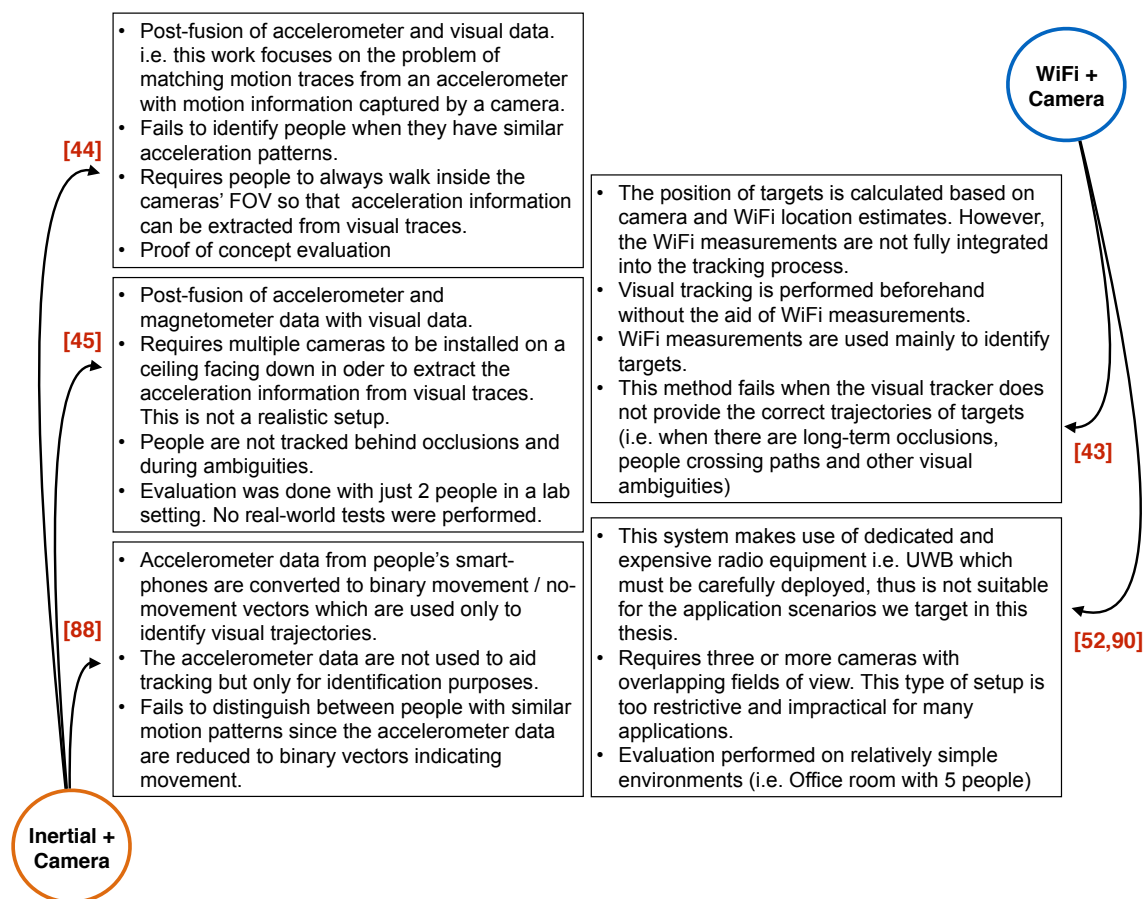 • Post-fusion of accelerometer and visual data.
i.e. this work focuses on the problem of
matching motion traces from an accelerometer
with motion information captured by a camera.
• Fails to identify people when they have similar
acceleration patterns.
• Requires people to always walk inside the
cameras' FOV so that acceleration information
can be extracted from visual traces.
• Proof of concept evaluation
[44]
• Post-fusion of accelerometer and
magnetometer data with visual data.
• Requires multiple cameras to be installed on a
ceiling facing down in oder to extract the
acceleration information from visual traces.
This is not a realistic setup.
• People are not tracked behind occlusions and
during ambiguities.
• Evaluation was done with just 2 people in a lab
setting. No real-world tests were performed.
[45]
• Accelerometer data from people's smart-
phones are converted to binary movement / no-
movement vectors which are used only to
identify visual trajectories.
• The accelerometer data are not used to aid
tracking but only for identification purposes.
• Fails to distinguish between people with similar
motion patterns since the accelerometer data
are reduced to binary vectors indicating
movement.
[88]
Inertial +
Camera
WiFi +
Camera
• The position of targets is calculated based on
camera and WiFi location estimates. However,
the WiFi measurements are not fully integrated
into the tracking process.
• Visual tracking is performed beforehand
without the aid of WiFi measurements.
• WiFi measurements are used mainly to identify
targets.
• This method fails when the visual tracker does
not provide the correct trajectories of targets
(i.e. when there are long-term occlusions,
people crossing paths and other visual
ambiguities)
[43]
• This system makes use of dedicated and
expensive radio equipment i.e. UWB which
must be carefully deployed, thus is not suitable
for the application scenarios we target in this
thesis.
• Requires three or more cameras with
overlapping fields of view. This type of setup is
too restrictive and impractical for many
applications.
• Evaluation performed on relatively simple
environments (i.e. Office room with 5 people)
[52,90]